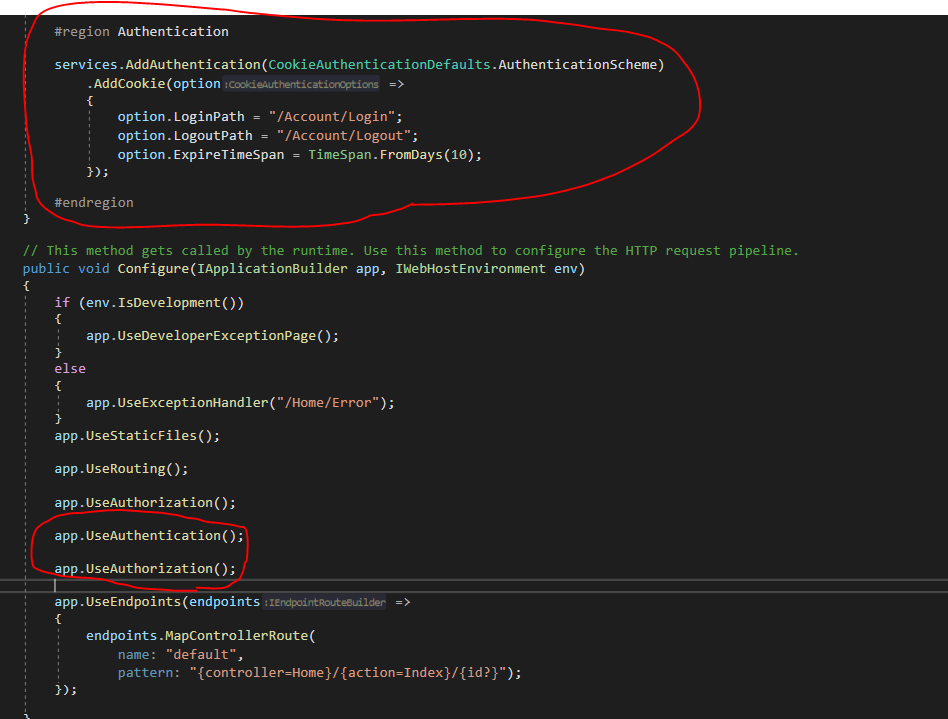 #region Authentication
services.AddAuthentication(CookieAuthenticationDefaults.AuthenticationScheme)
.AddCookie(option :CookieAuthenticationOptions =>
{
option.LoginPath = "/Account/Login";
option.LogoutPath = "/Account/Logout";
option.ExpireTimeSpan = TimeSpan.FromDays(10);
});
#endregion
}
// This method gets called by the runtime. Use this method to configure the HTTP request pipeline.
public void Configure(IApplicationBuilder app, IWebHostEnvironment env)
{
if (env.IsDevelopment())
{
app.UseDeveloperExceptionPage();
}
else
{
app.UseExceptionHandler("/Home/Error");
}
app.UseStaticFiles();
app.UseRouting();
app.UseAuthorization();
app.UseAuthentication();
app.UseAuthorization();
app.UseEndpoints(endpoints :IEndpointRouteBuilder =>
{
endpoints.MapControllerRoute(
name: "default",
pattern: "{controller=Home}/{action=Index}/{id?}");
});
}